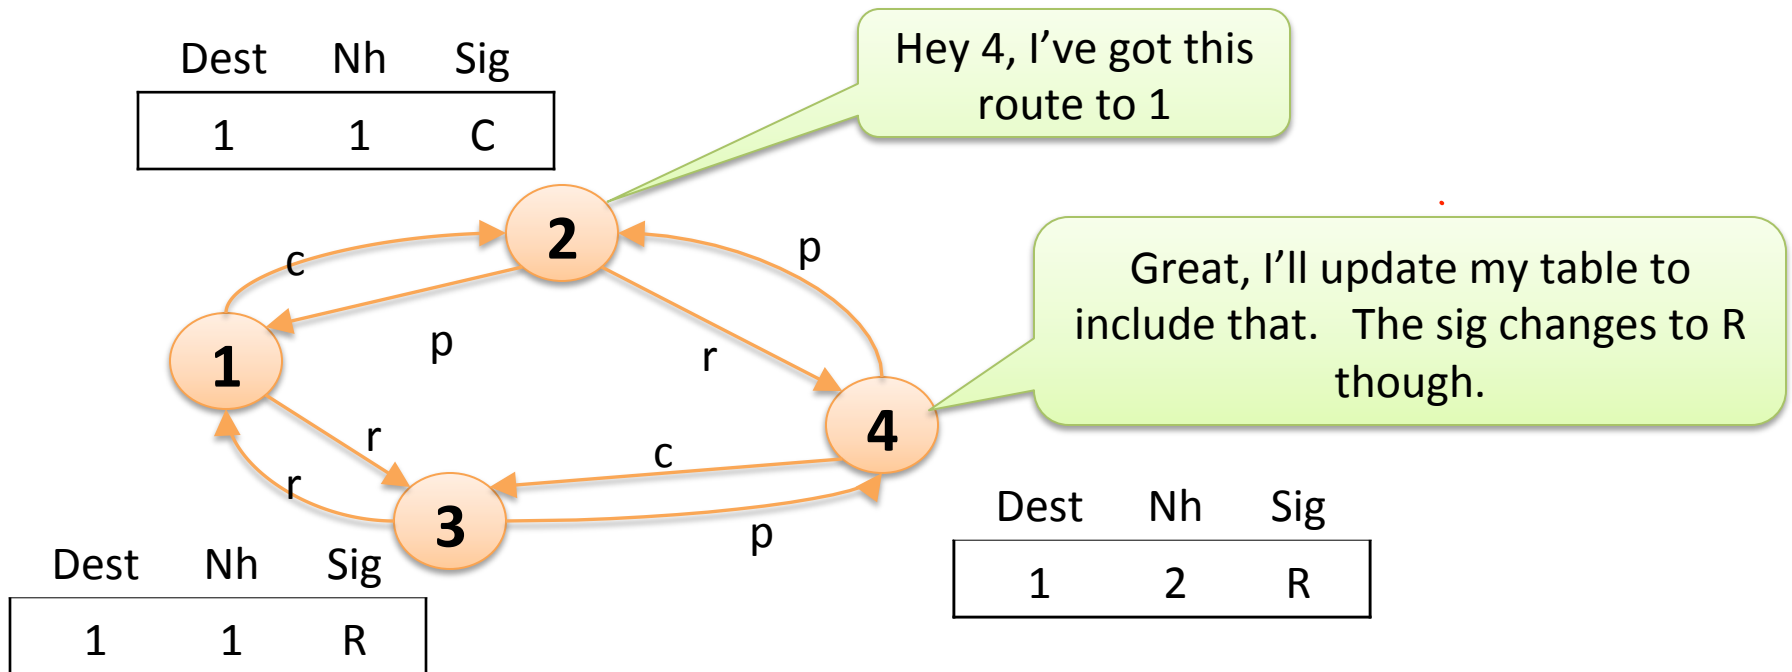 Dest Nh Sig
1 1 C
Hey 4, I’ve got this
route to 1
2
c
p
p
r
Great, I’ll update my table to
include that. The sig changes to R
though.
1
r
r
4
c
3
p
Dest Nh Sig
1 2 R
Dest Nh Sig
1 1 R